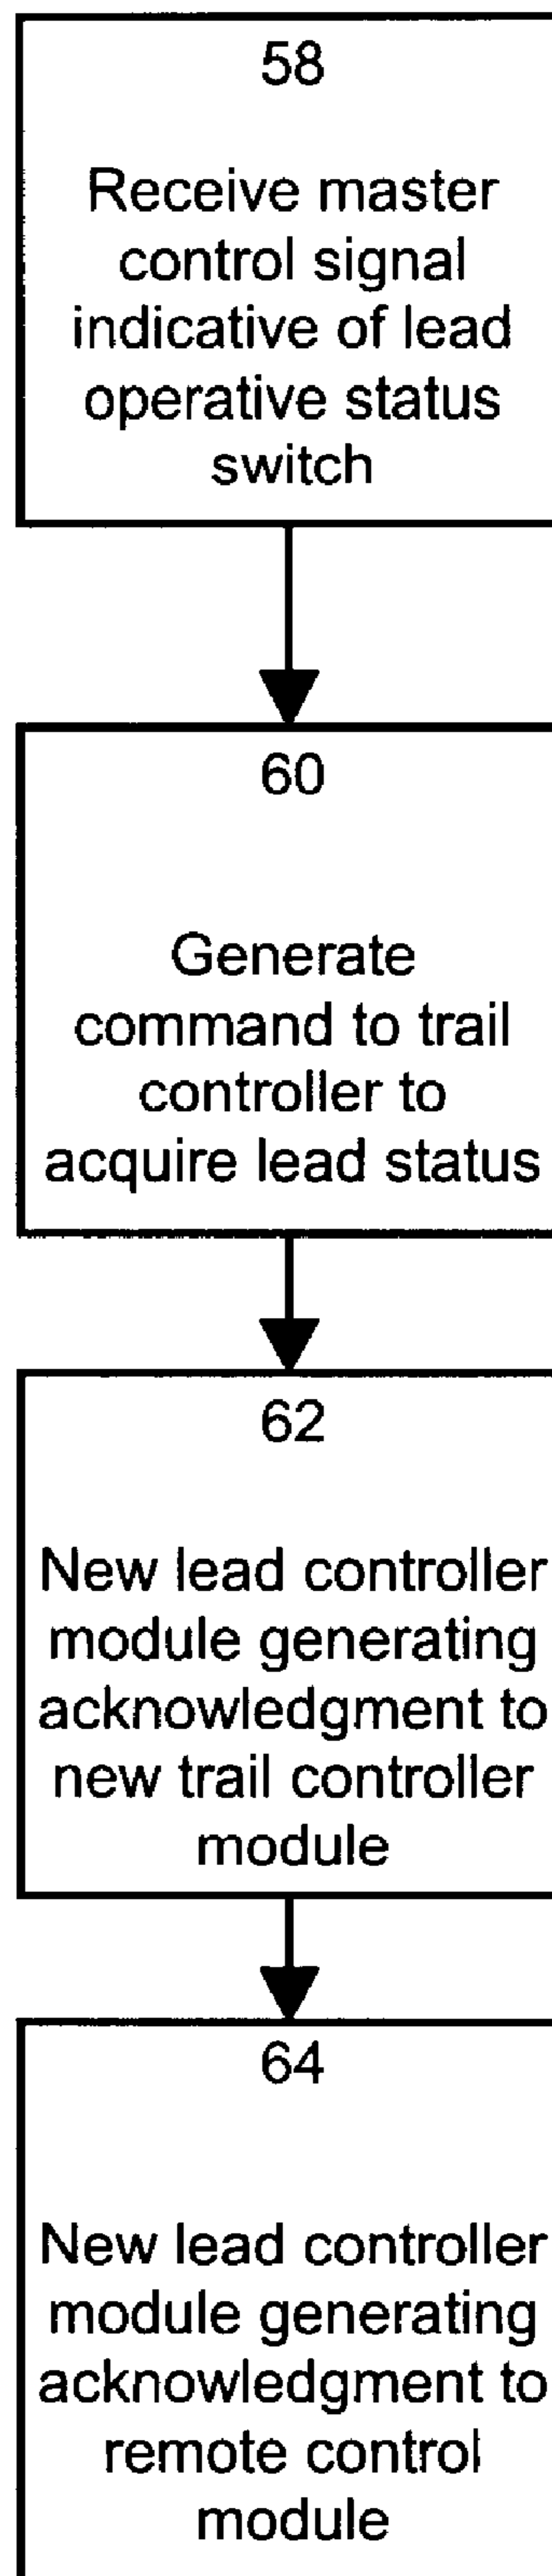 58
Receive master
control signal
indicative of lead
operative status
switch
60
Generate
command to trail
controller to
acquire lead status
62
New lead controller
module generating
acknowledgment to
new trail controller
module
64
New lead controller
module generating
acknowledgment to
remote control
module